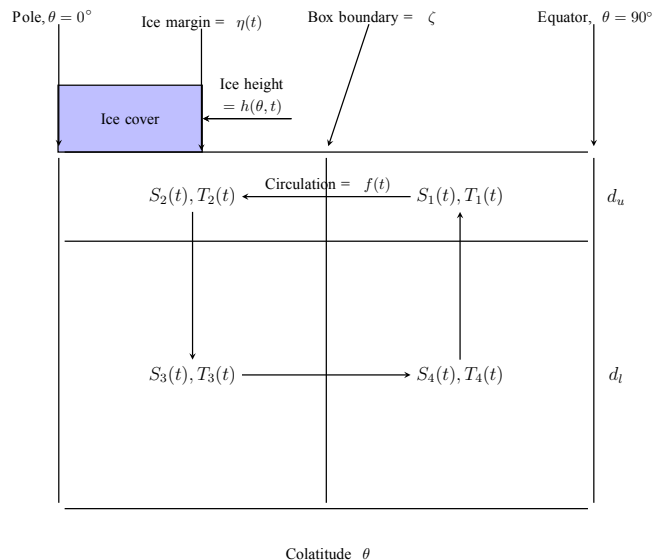 Pole, θ = 0° Ice margin = η(t) Box boundary = ζ Equator, θ = 90°
Ice height
= h(θ, t)
Ice cover
Circulation = f(t)
S₂(t), T₂(t) S₁(t), T₁(t) dᵤ
S₃(t), T₃(t) S₄(t), T₄(t) dₗ
Colatitude θ